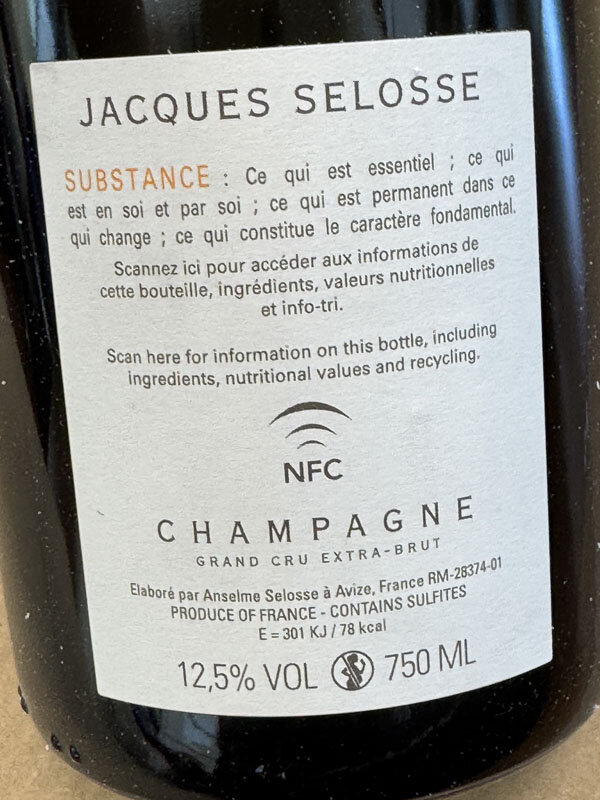 JACQUES SELOSSE
SUBSTANCE : Ce qui est essentiel ; ce qui
est en soi et par soi ; ce qui est permanent dans ce
qui change ; ce qui constitue le caractère fondamental.
Scannez ici pour accéder aux informations de
cette bouteille, ingrédients, valeurs nutritionnelles
et info-tri.
Scan here for information on this bottle, including
ingredients, nutritional values and recycling.
NFC
CHAMPAGNE
GRAND CRU EXTRA-BRUT
Elaboré par Anselme Selosse à Avize, France RM-28374-01
PRODUCE OF FRANCE - CONTAINS SULFITES
E = 301 KJ / 78 kcal
12,5% VOL 750 ML